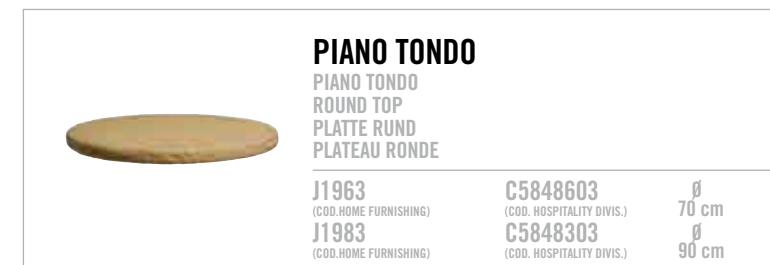 PIANO TONDO
PIANO TONDO
ROUND TOP
PLATTE RUND
PLATEAU RONDE
J1963 C5848603 Ø
(COD.HOME FURNISHING) (COD. HOSPITALITY DIVIS.) 70 cm
J1983 C5848303 Ø
(COD.HOME FURNISHING) (COD. HOSPITALITY DIVIS.) 90 cm